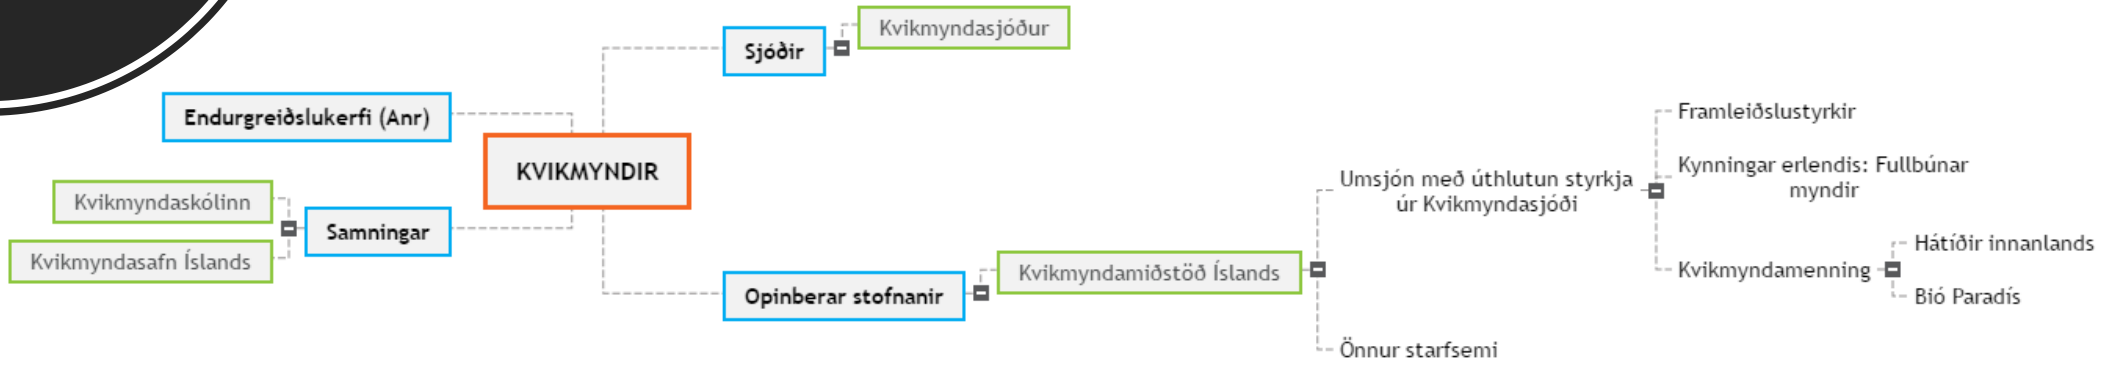 Kvikmyndasjóður
Sjóðir
Endurgreiðslukerfi (Anr)
KVIKMYNDIR
Kvikmyndaskólinn
Samningar
Kvikmyndasafn Íslands
Opinberar stofnanir
Kvikmyndamiðstöð Íslands
Umsjón með úthlutun styrkja
úr Kvikmyndasjóði
Framleiðslustyrkir
Kynningar erlendis: Fullbúnar
myndir
Kvikmyndamenning
Hátíðir innanlands
Bió Paradís
Önnur starfsemi